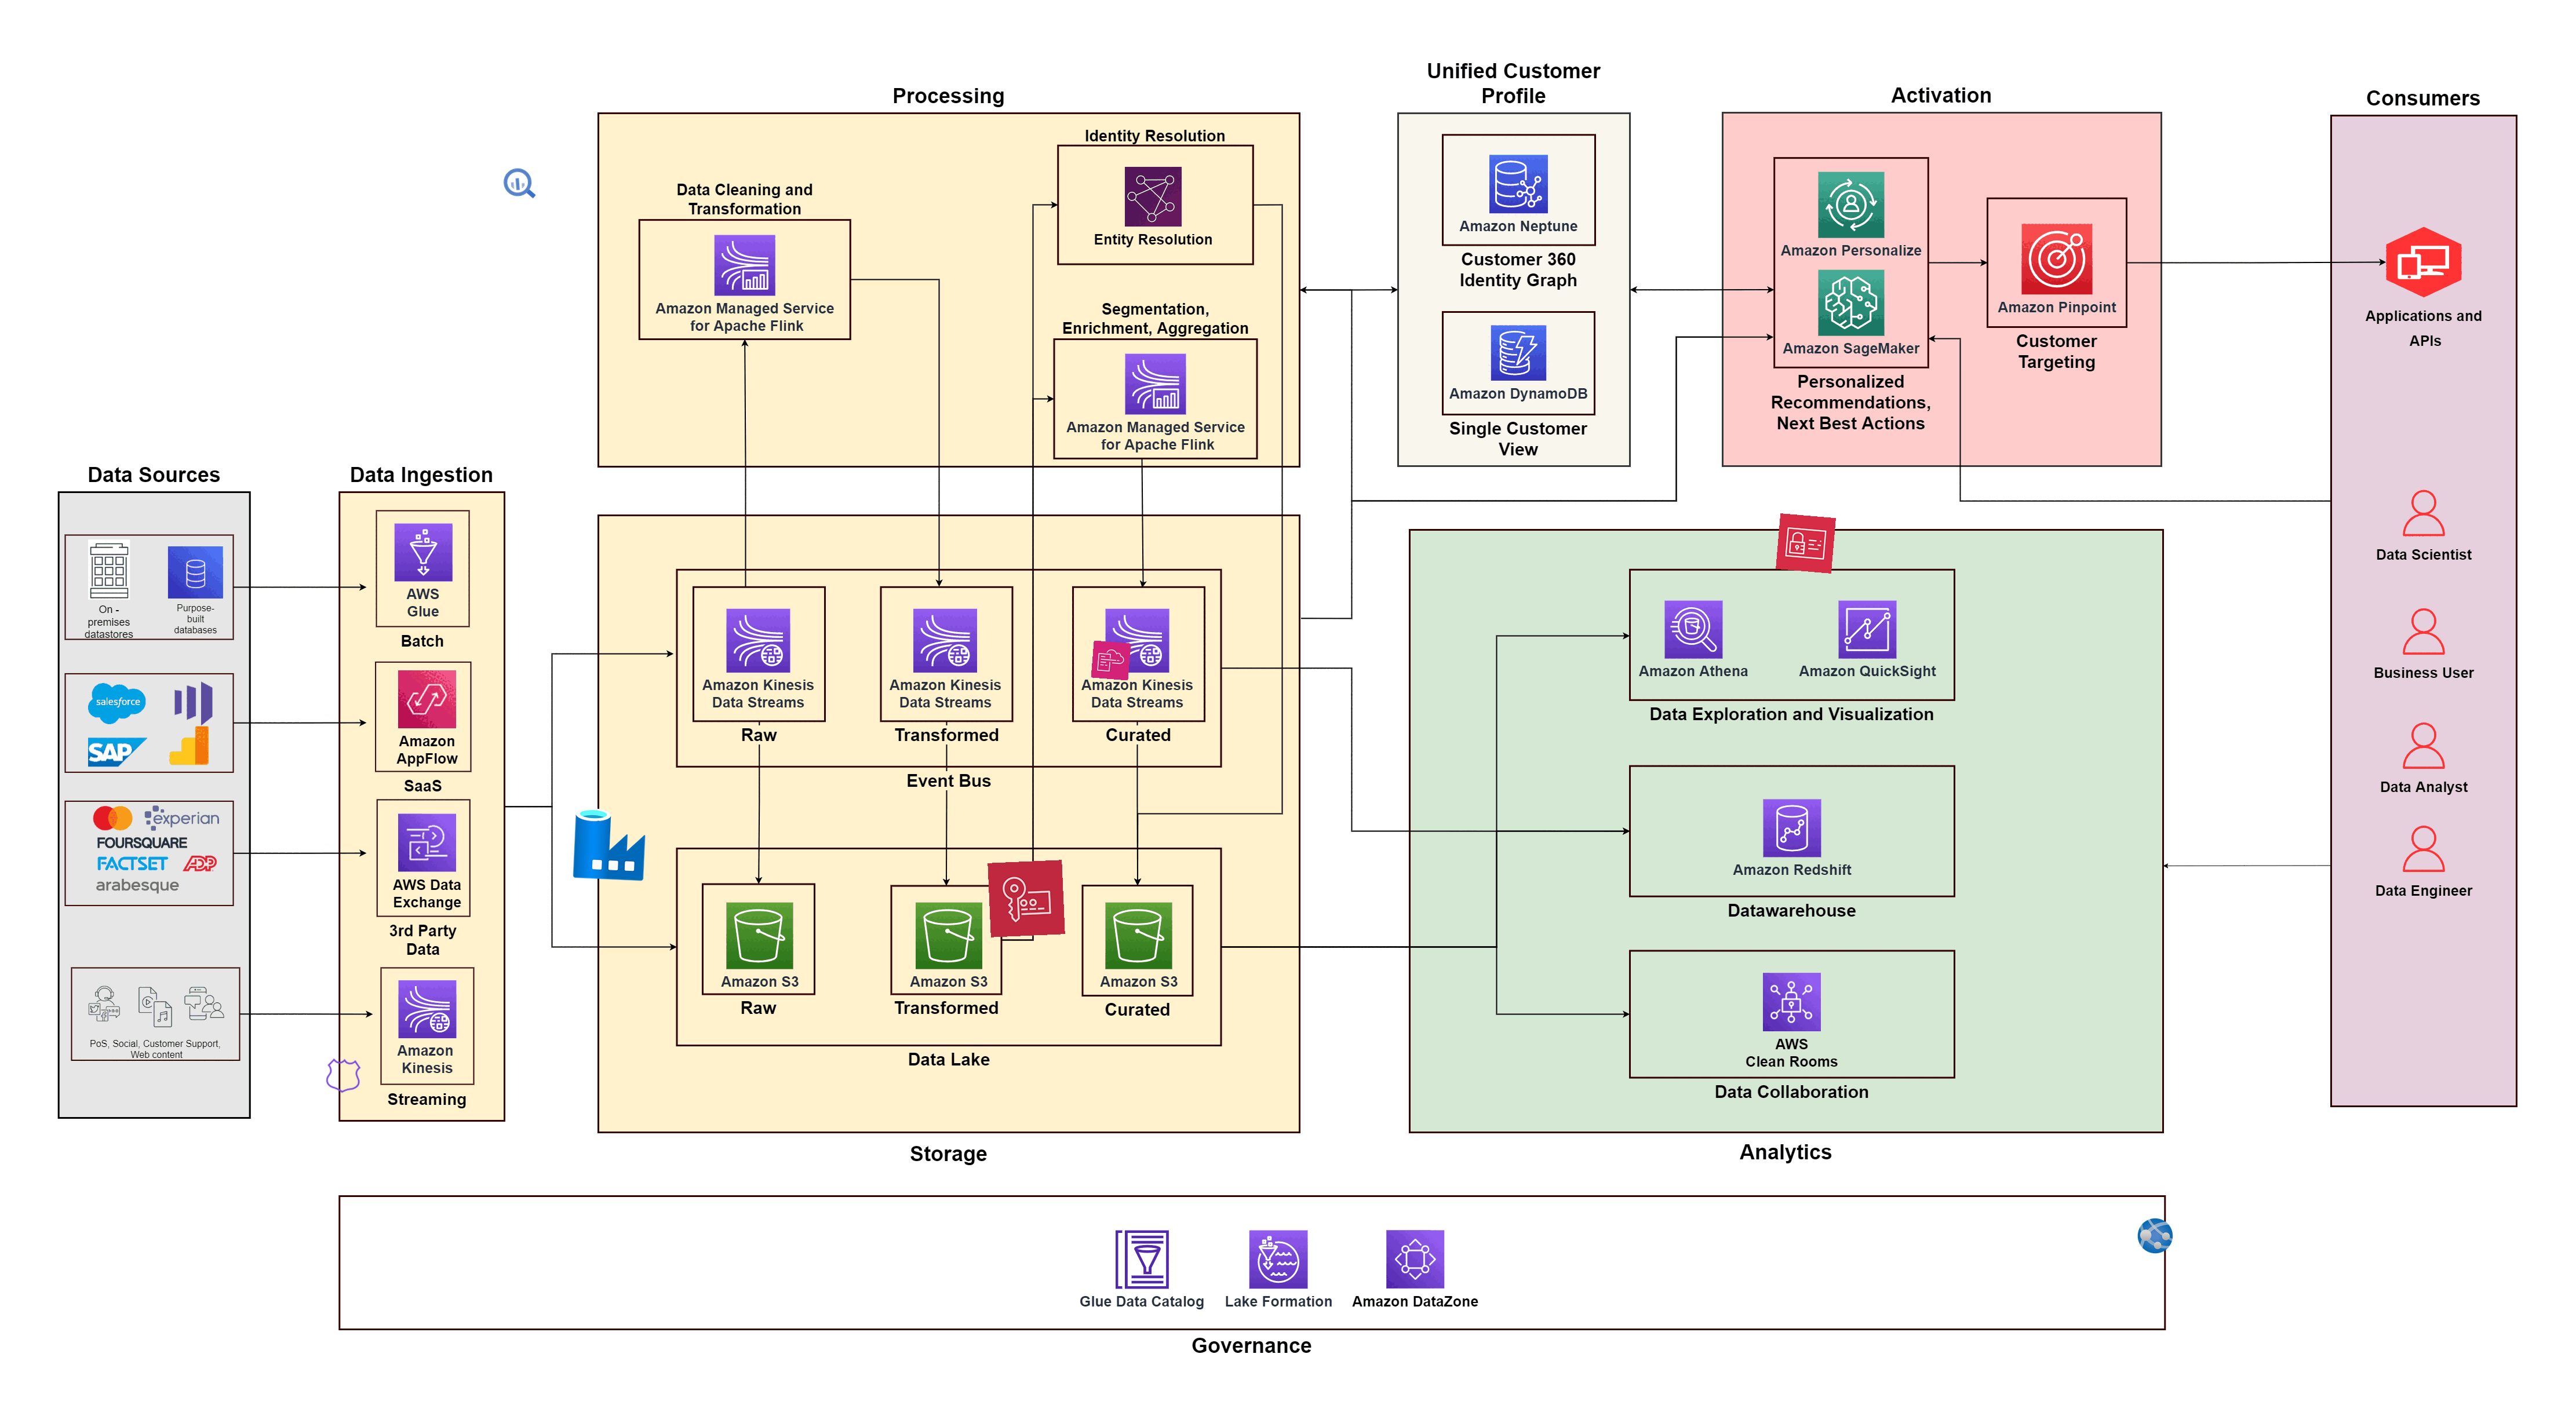 Data Sources
On -
premises
datastores
Purpose-
built
databases
salesforce
SAP
experian
FOURSQUARE
FACTSET
ADP
arabesque
PoS, Social, Customer Support,
Web content
Data Ingestion
AWS
Glue
Batch
Amazon
AppFlow
SaaS
AWS Data
Exchange
3rd Party
Data
Amazon
Kinesis
Streaming
Processing
Data Cleaning and
Transformation
Amazon Managed Service
for Apache Flink
Identity Resolution
Entity Resolution
Segmentation,
Enrichment, Aggregation
Amazon Managed Service
for Apache Flink
Amazon Kinesis
Data Streams
Raw
Amazon Kinesis
Data Streams
Transformed
Amazon Kinesis
Data Streams
Curated
Event Bus
Amazon S3
Raw
Amazon S3
Transformed
Amazon S3
Curated
Data Lake
Storage
Unified Customer
Profile
Amazon Neptune
Customer 360
Identity Graph
Amazon DynamoDB
Single Customer
View
Activation
Amazon Personalize
Amazon SageMaker
Personalized
Recommendations,
Next Best Actions
Amazon Pinpoint
Customer
Targeting
Amazon Athena
Amazon QuickSight
Data Exploration and Visualization
Amazon Redshift
Datawarehouse
AWS
Clean Rooms
Data Collaboration
Analytics
Consumers
Applications and
APIs
Data Scientist
Business User
Data Analyst
Data Engineer
Glue Data Catalog
Lake Formation
Amazon DataZone
Governance